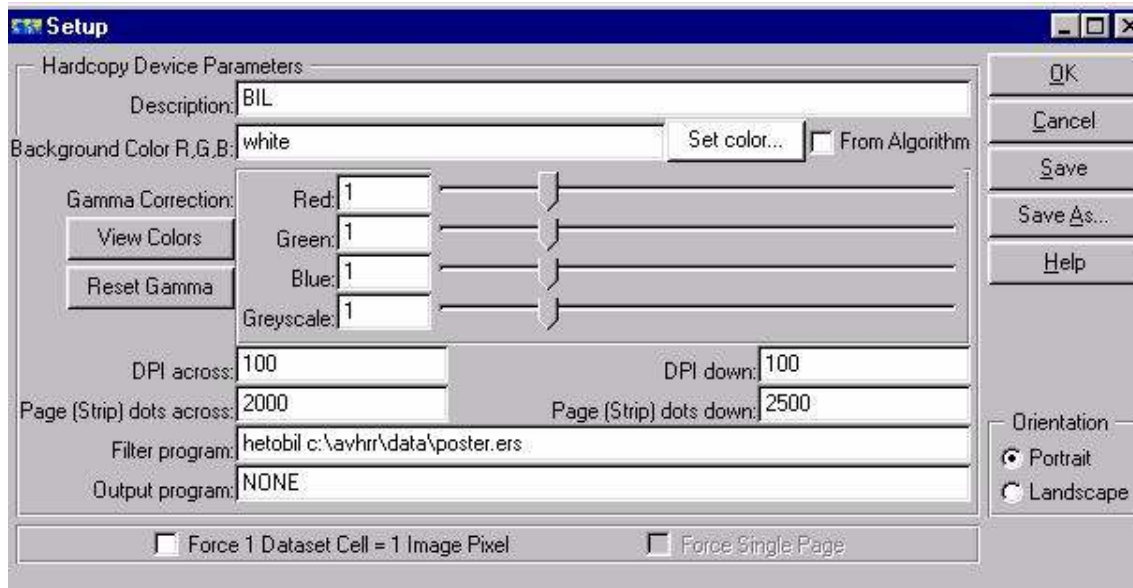 Setup
Hardcopy Device Parameters
Description: BIL
Background Color R,G,B: white Set color... From Algorithm
Gamma Correction:
View Colors
Reset Gamma
Red: 1
Green: 1
Blue: 1
Greyscale: 1
DPI across: 100 DPI down: 100
Page (Strip) dots across: 2000 Page (Strip) dots down: 2500
Filter program: hetobil c:\avhrr\data\poster.ers
Output program: NONE
Force 1 Dataset Cell = 1 Image Pixel Force Single Page
OK
Cancel
Save
Save As...
Help
Orientation
Portrait
Landscape